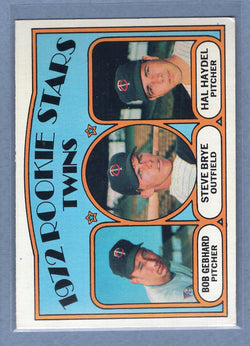 1972 ROOKIE STARS
TWINS
BOB GEBHARD
PITCHER
STEVE BRYE
OUTFIELD
HAL HAYDEL
PITCHER